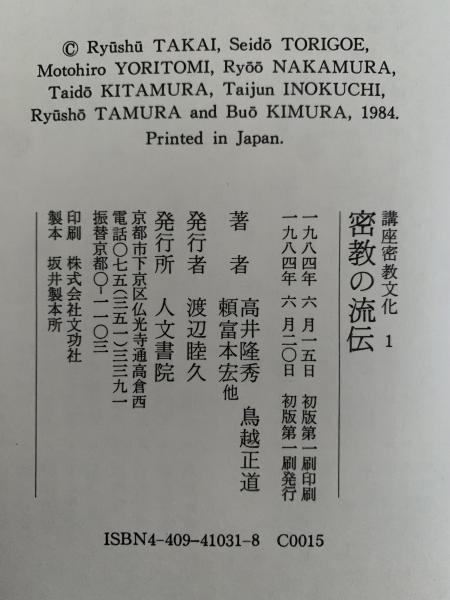 © Ryūshū TAKAI, Seidō TORIGOE,
Motohiro YORITOMI, Ryōō NAKAMURA,
Taidō KITAMURA, Taijun INOKUCHI,
Ryūshō TAMURA and Buō KIMURA, 1984.
Printed in Japan.
講座密教文化 1
密教の流伝
一九八四年 六月一五日 初版第一刷印刷
一九八四年 六月二〇日 初版第一刷発行
著者 高井隆秀 鳥越正道
頼富本宏他
発行者 渡辺睦久
発行所 人文書院
京都市下京区仏光寺通高倉西
電話〇七五(三五一)三三九一
振替京都〇-一一〇三
印刷 株式会社文功社
製本 坂井製本所
ISBN4-409-41031-8 C0015